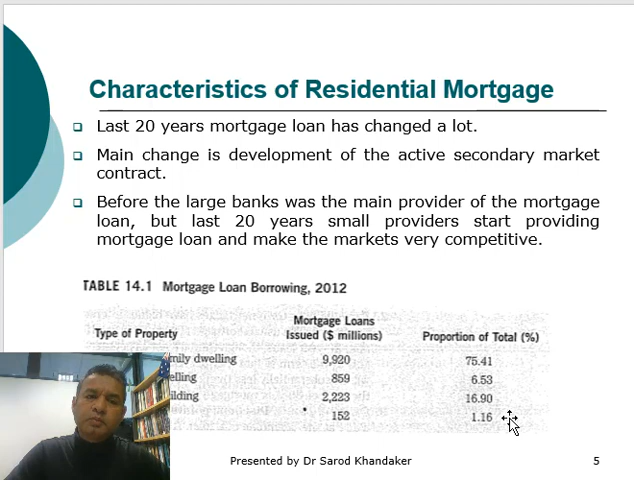 Characteristics of Residential Mortgage
Last 20 years mortgage loan has changed a lot.
Main change is development of the active secondary market
contract.
Before the large banks was the main provider of the mortgage
loan, but last 20 years small providers start providing
mortgage loan and make the markets very competitive.
TABLE 14.1 Mortgage Loan Borrowing, 2012
Mortgage Loans
Type of Property Issued ($ millions) Proportion of Total (%)
mily dwelling 9,920 75.41
elling 859 6.53
ilding 2,223 16.90
152 1.16
Presented by Dr Sarod Khandaker 5